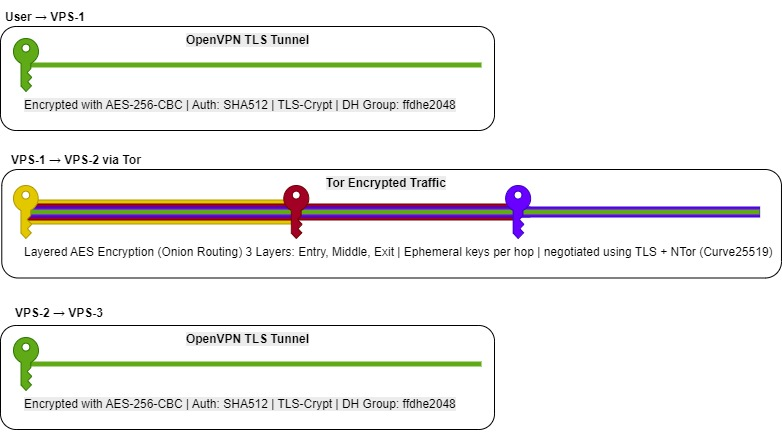 User → VPS-1
OpenVPN TLS Tunnel
Encrypted with AES-256-CBC | Auth: SHA512 | TLS-Crypt | DH Group: ffdhe2048
VPS-1 → VPS-2 via Tor
Tor Encrypted Traffic
Layered AES Encryption (Onion Routing) 3 Layers: Entry, Middle, Exit | Ephemeral keys per hop | negotiated using TLS + NTor (Curve25519)
VPS-2 → VPS-3
OpenVPN TLS Tunnel
Encrypted with AES-256-CBC | Auth: SHA512 | TLS-Crypt | DH Group: ffdhe2048